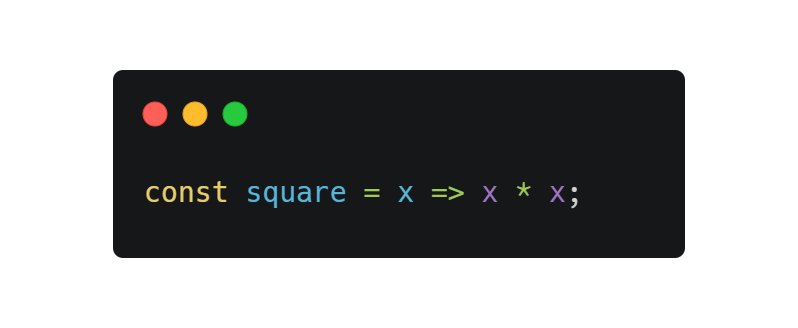 const square = x => x * x;